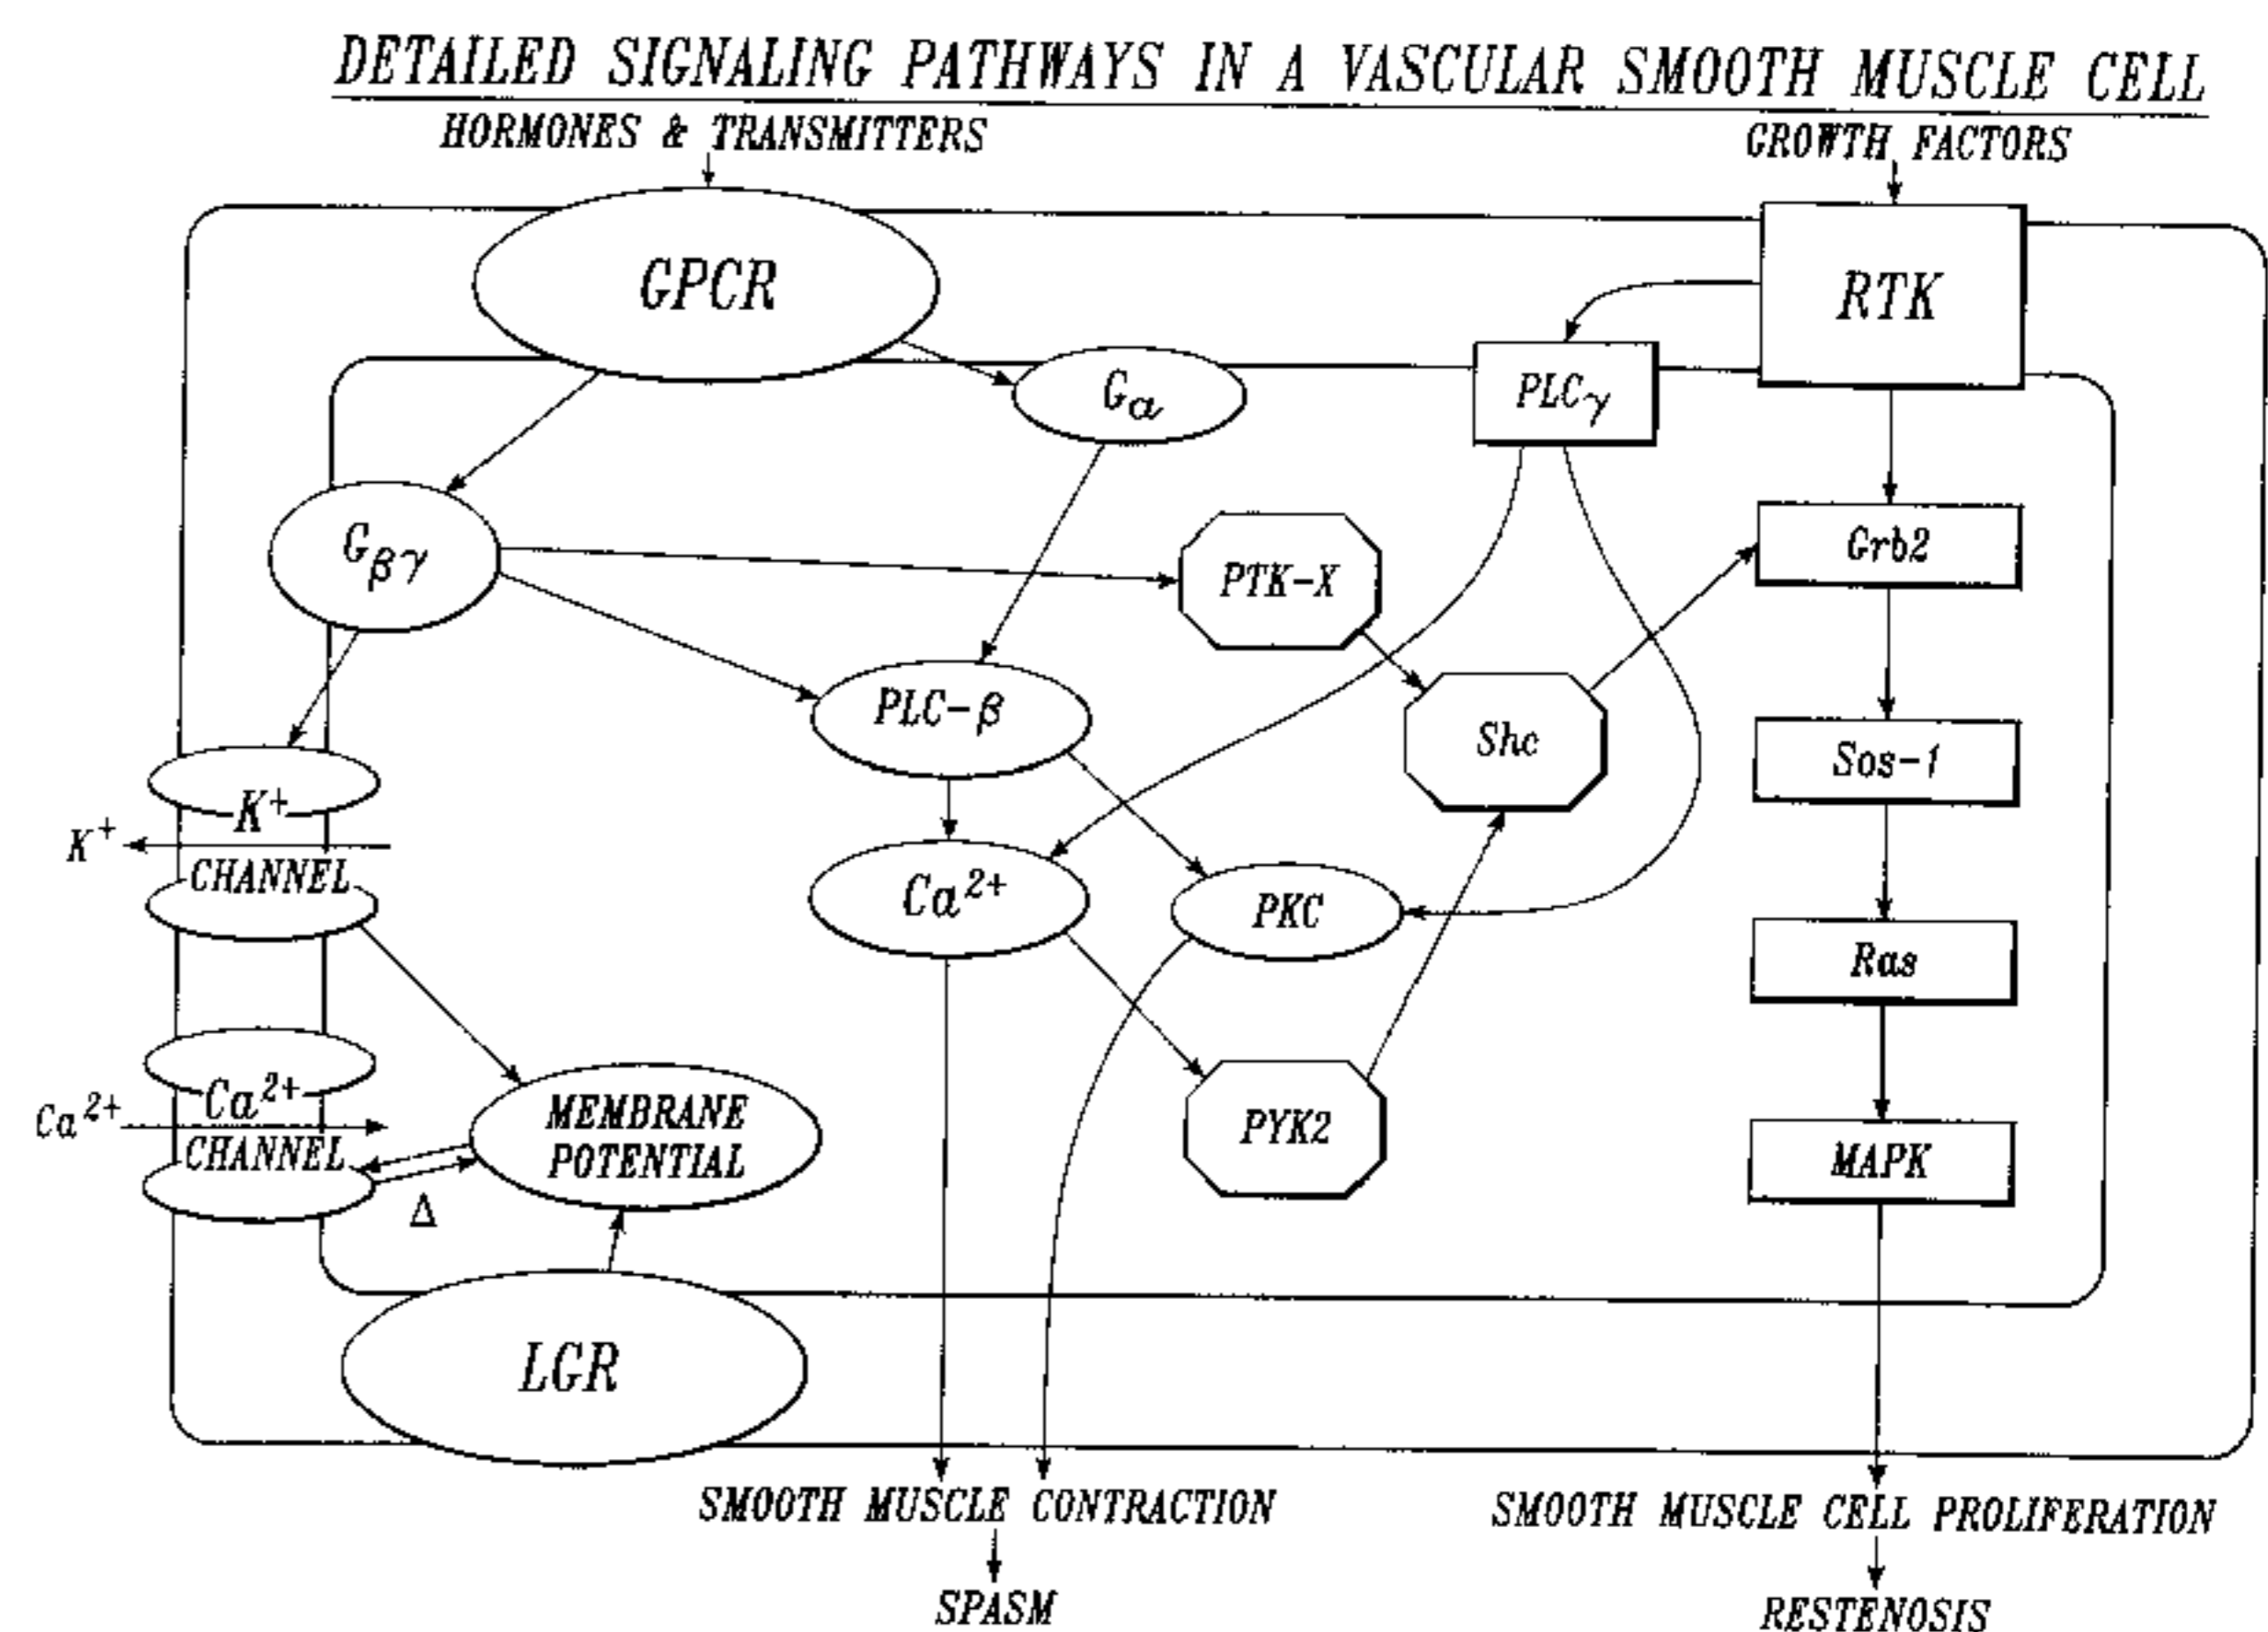 DETAILED SIGNALING PATHWAYS IN A VASCULAR SMOOTH MUSCLE CELL
HORMONES & TRANSMITTERS
GROWTH FACTORS
GPCR
RTK
Gα
PLCγ
Gβγ
PTK-X
Grb2
PLC-β
Shc
Sos-1
K⁺
K⁺
CHANNEL
Ca²⁺
PKC
Ras
Ca²⁺
Ca²⁺
CHANNEL
MEMBRANE
POTENTIAL
Δ
PYK2
MAPK
LGR
SMOOTH MUSCLE CONTRACTION
SMOOTH MUSCLE CELL PROLIFERATION
SPASM
RESTENOSIS